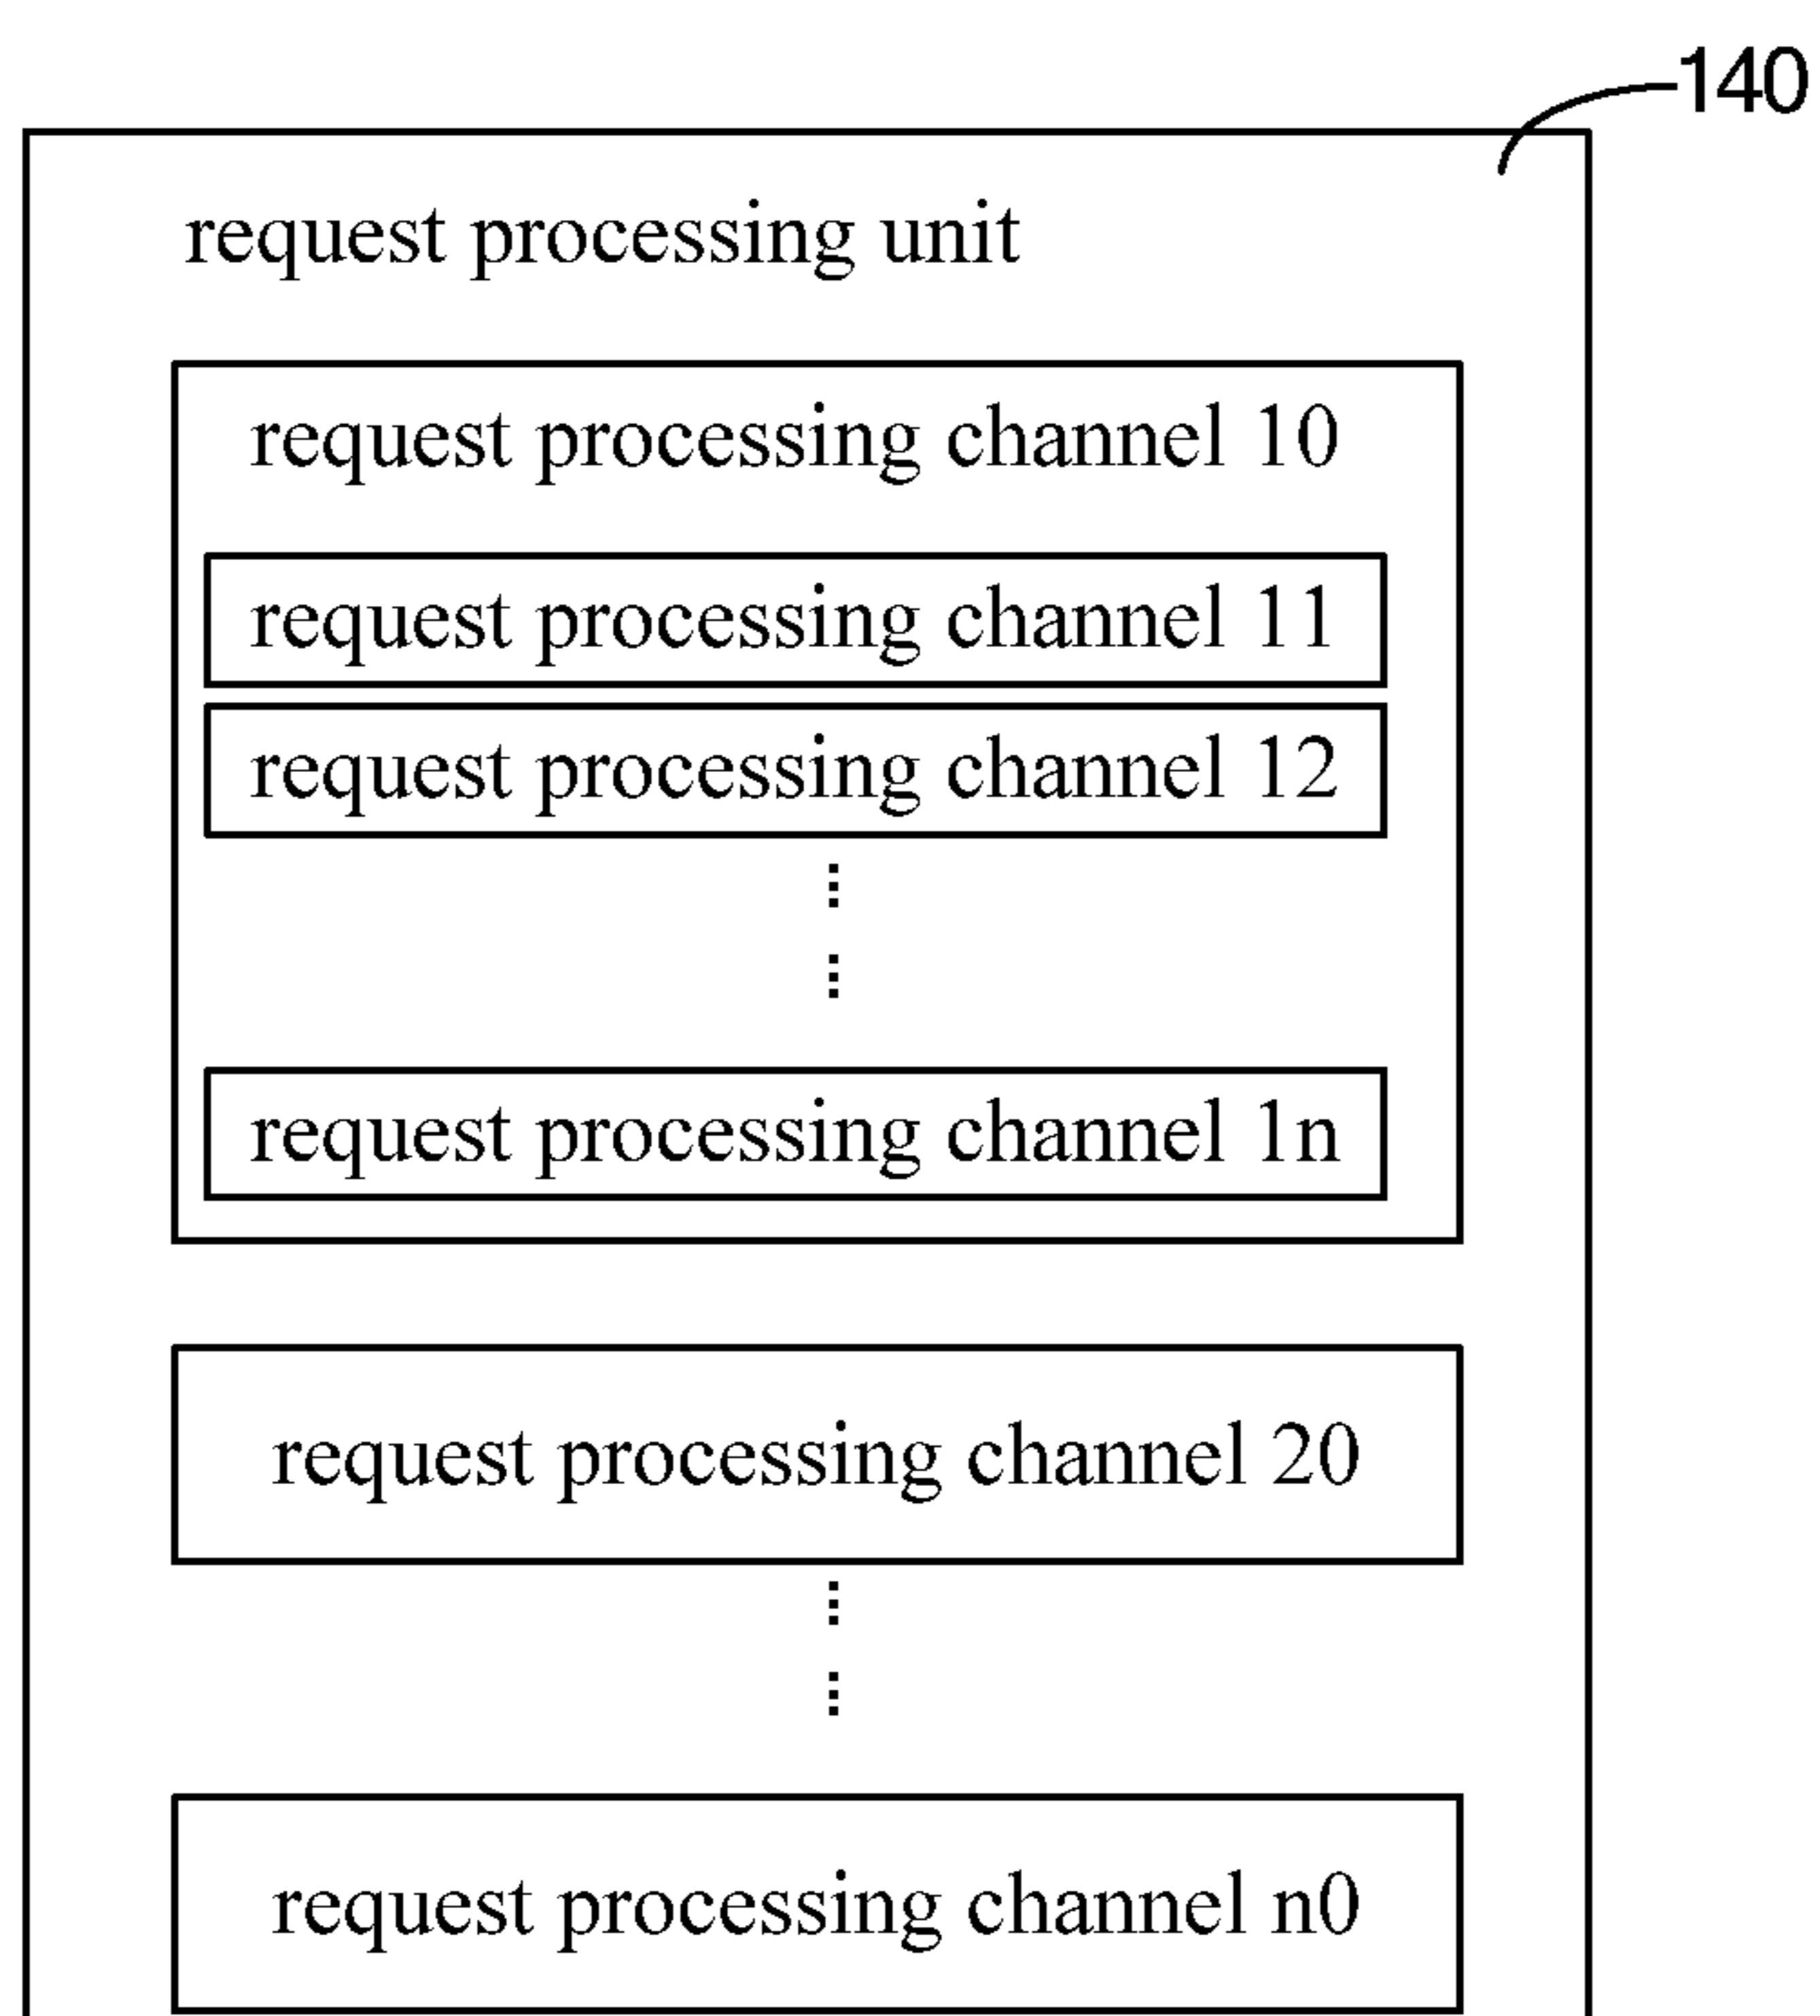 140
request processing unit
request processing channel 10
request processing channel 11
request processing channel 12
request processing channel 1n
request processing channel 20
request processing channel n0